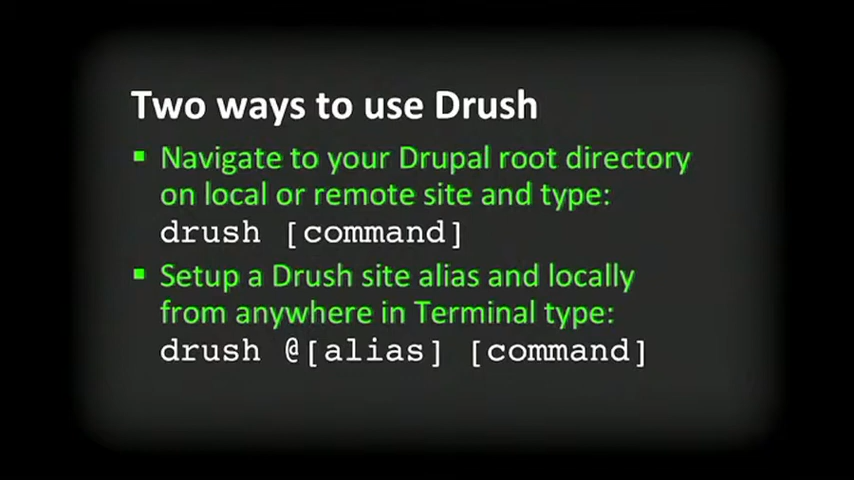 Two ways to use Drush
▪ Navigate to your Drupal root directory
on local or remote site and type:
drush [command]
▪ Setup a Drush site alias and locally
from anywhere in Terminal type:
drush @[alias] [command]